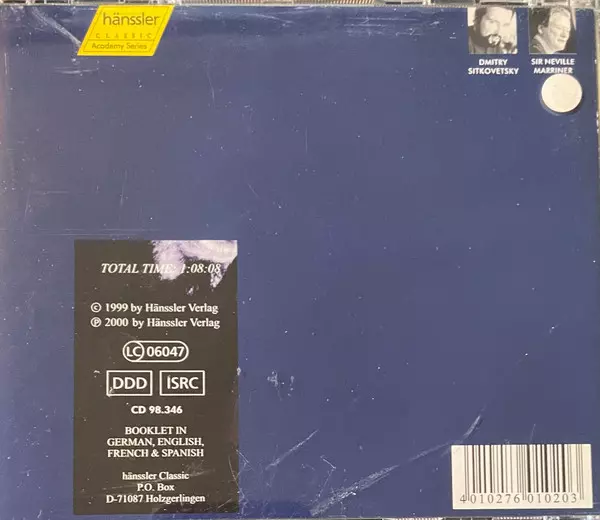 hänssler
CLASSIC
Academy Series
DMITRY
SITKOVETSKY
SIR NEVILLE
MARRINER
TOTAL TIME: 1:08:08
© 1999 by Hänssler Verlag
℗ 2000 by Hänssler Verlag
LC 06047
DDD ISRC
CD 98.346
BOOKLET IN
GERMAN, ENGLISH,
FRENCH & SPANISH
hänssler Classic
P.O. Box
D-71087 Holzgerlingen
4 010276 010203